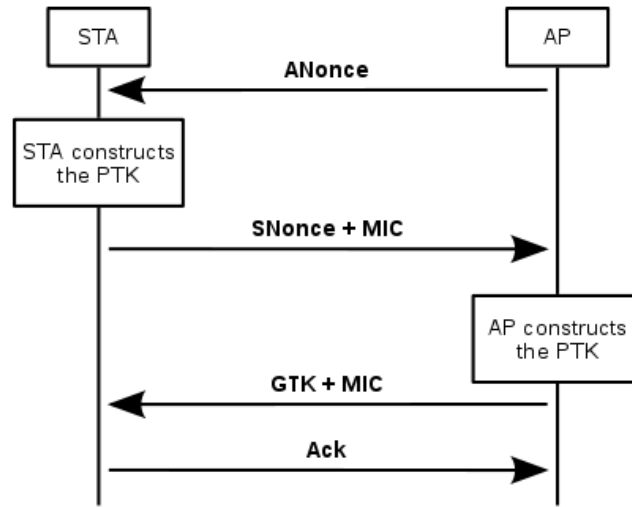 STA
AP
ANonce
STA constructs
the PTK
SNonce + MIC
AP constructs
the PTK
GTK + MIC
Ack